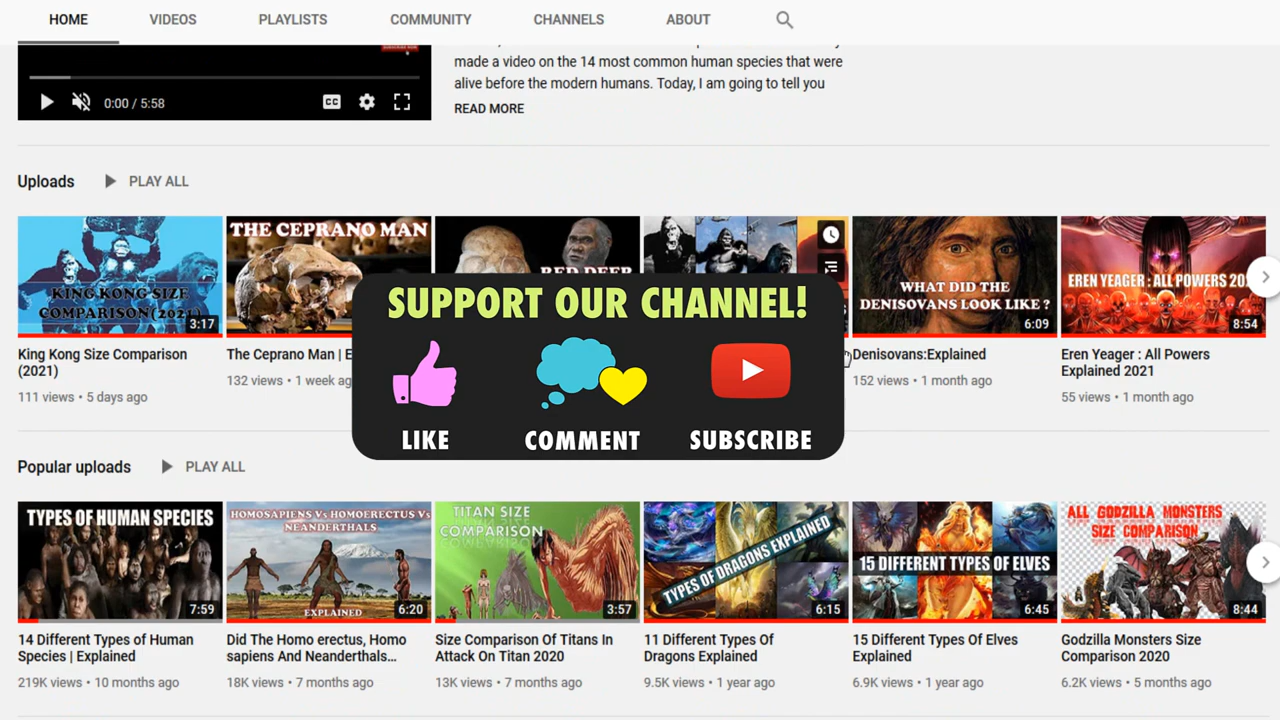 HOME VIDEOS PLAYLISTS COMMUNITY CHANNELS ABOUT
made a video on the 14 most common human species that were
alive before the modern humans. Today, I am going to tell you
READ MORE
CC
0:00 / 5:58
Uploads PLAY ALL
KING KONG SIZE
COMPARISON(2021)
3:17
THE CEPRANO MAN
RED DEER
WHAT DID THE
DENISOVANS LOOK LIKE ?
6:09
EREN YEAGER : ALL POWERS 202
8:54
King Kong Size Comparison
(2021)
111 views • 5 days ago
The Ceprano Man | E
132 views • 1 week ag
Denisovans:Explained
152 views • 1 month ago
Eren Yeager : All Powers
Explained 2021
55 views • 1 month ago
SUPPORT OUR CHANNEL!
LIKE COMMENT SUBSCRIBE
Popular uploads PLAY ALL
TYPES OF HUMAN SPECIES
7:59
HOMOSAPIENS Vs HOMOERECTUS Vs
NEANDERTHALS
EXPLAINED
6:20
TITAN SIZE
COMPARISON
3:57
TYPES OF DRAGONS EXPLAINED
6:15
15 DIFFERENT TYPES OF ELVES
6:45
ALL GODZILLA MONSTERS
SIZE COMPARISON
8:44
14 Different Types of Human
Species | Explained
219K views • 10 months ago
Did The Homo erectus, Homo
sapiens And Neanderthals...
18K views • 7 months ago
Size Comparison Of Titans In
Attack On Titan 2020
13K views • 7 months ago
11 Different Types Of
Dragons Explained
9.5K views • 1 year ago
15 Different Types Of Elves
Explained
6.9K views • 1 year ago
Godzilla Monsters Size
Comparison 2020
6.2K views • 5 months ago